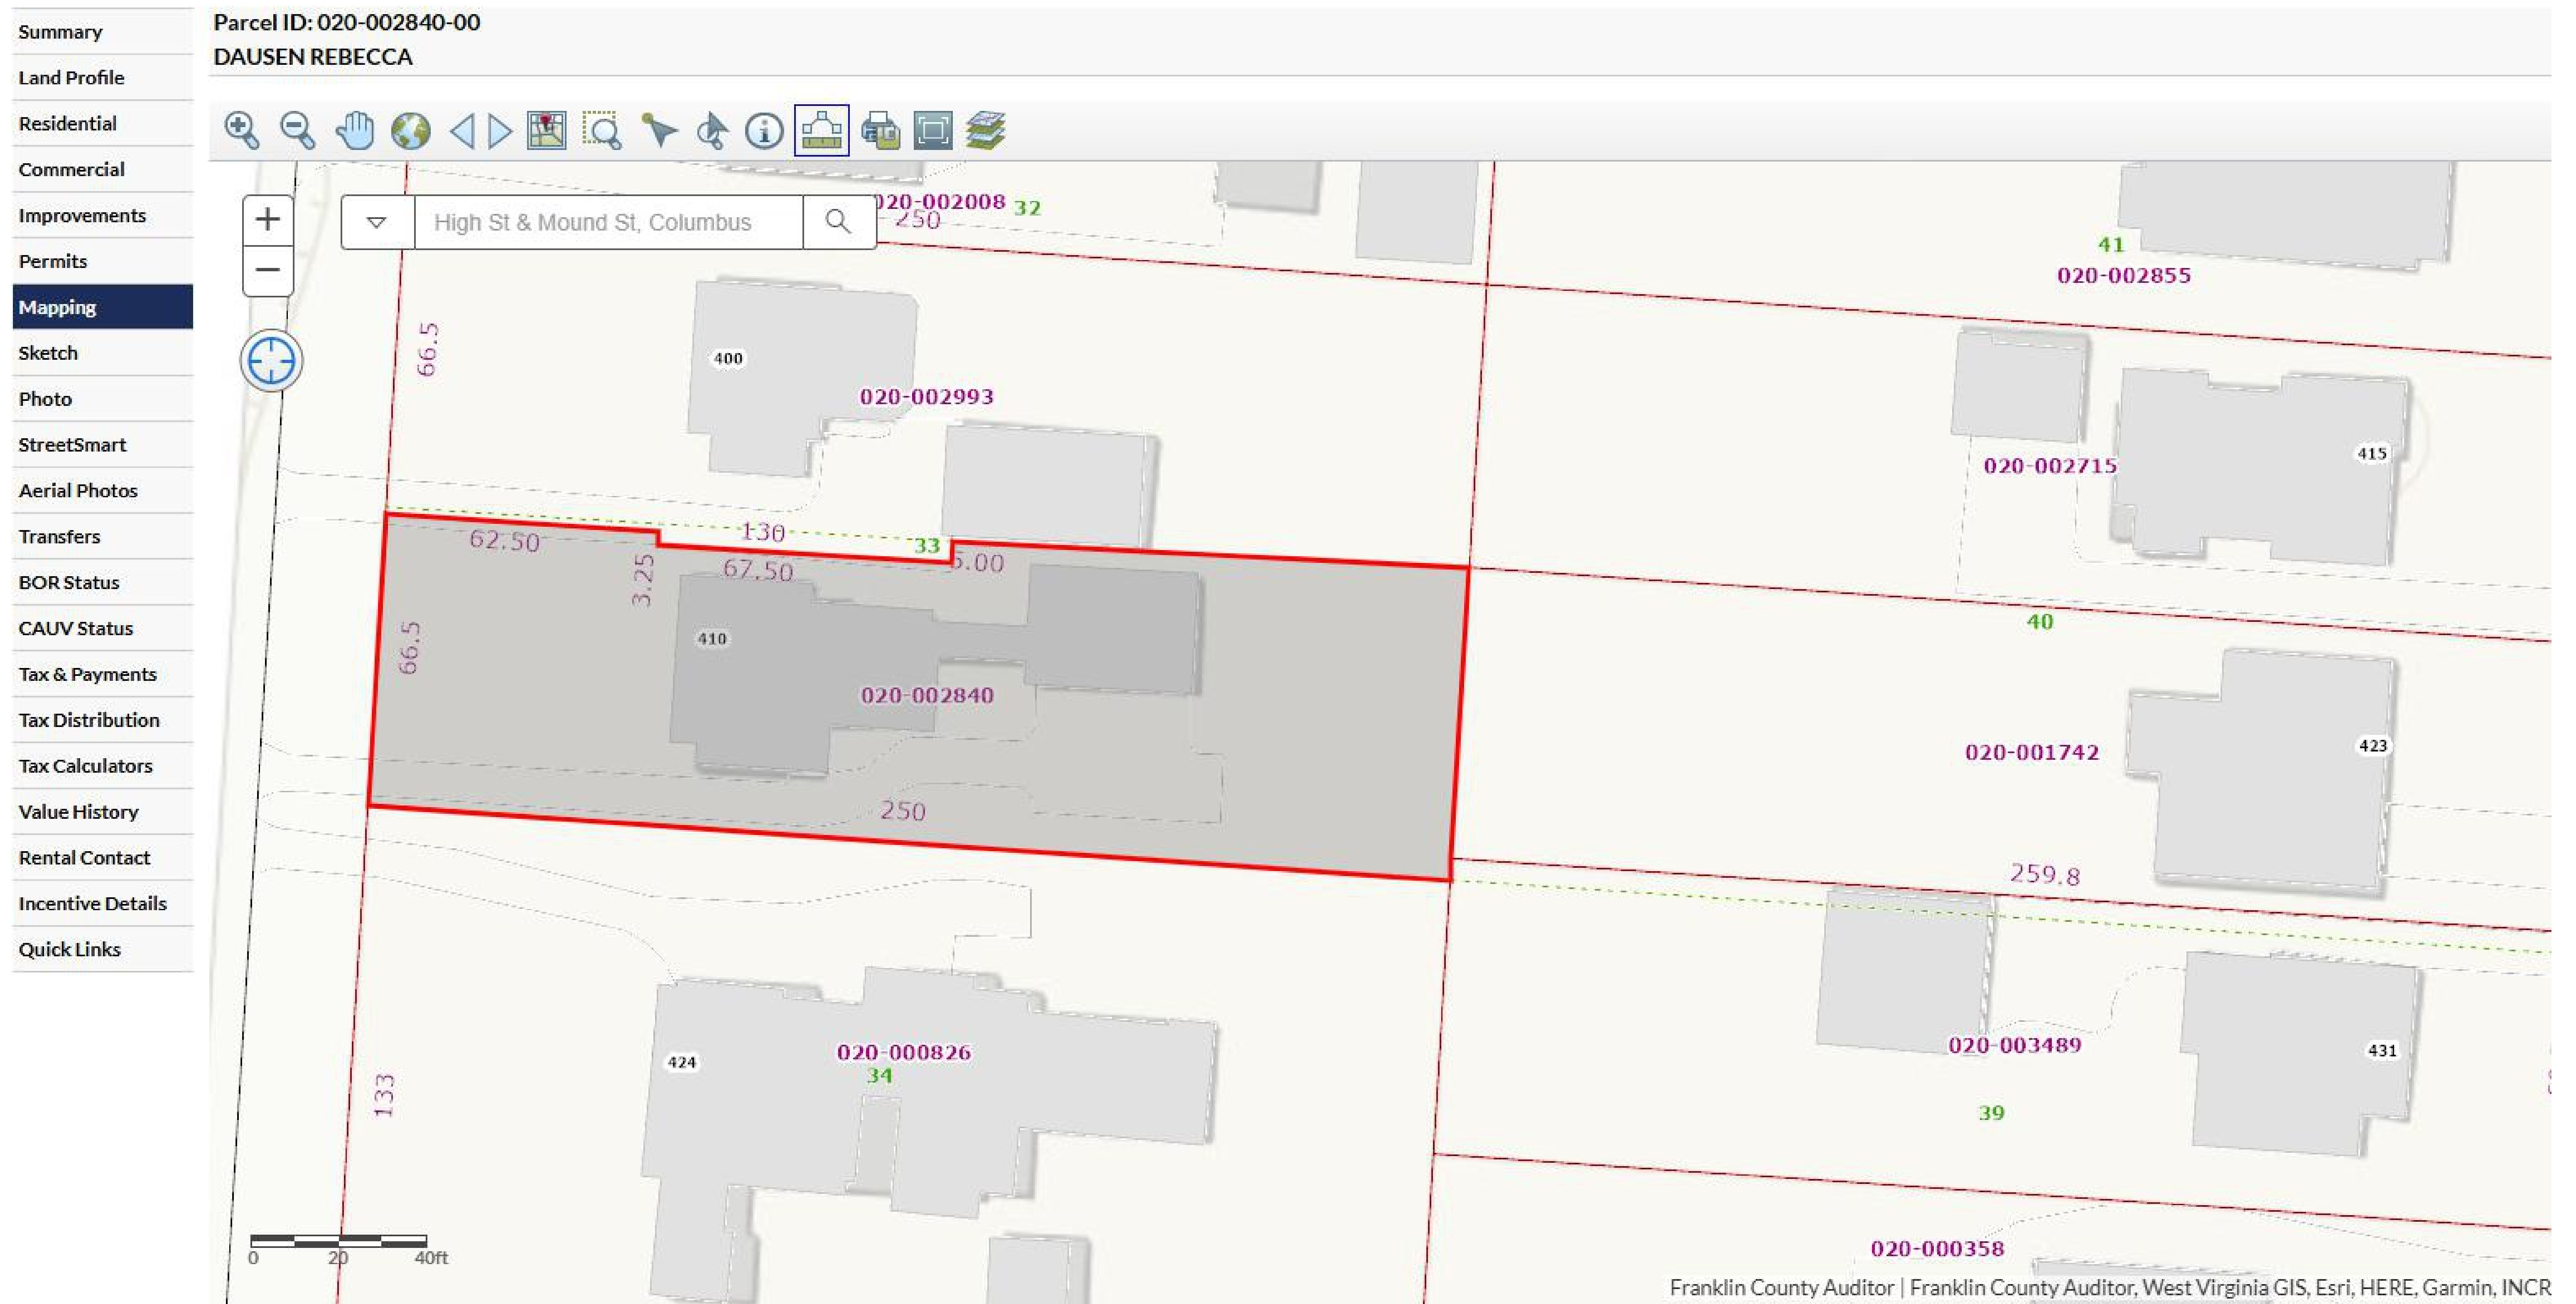 Parcel ID: 020-002840-00
DAUSEN REBECCA
Summary
Land Profile
Residential
Commercial
Improvements
Permits
Mapping
Sketch
Photo
StreetSmart
Aerial Photos
Transfers
BOR Status
CAUV Status
Tax & Payments
Tax Distribution
Tax Calculators
Value History
Rental Contact
Incentive Details
Quick Links
High St & Mound St, Columbus
020-002008 32
250
41
020-002855
66.5
400
020-002993
020-002715
415
62.50
130
33
3.25
67.50
5.00
40
66.5
410
020-002840
250
020-001742
423
259.8
133
424
020-000826
34
020-003489
431
39
020-000358
0 20 40ft
Franklin County Auditor | Franklin County Auditor, West Virginia GIS, Esri, HERE, Garmin, INCR